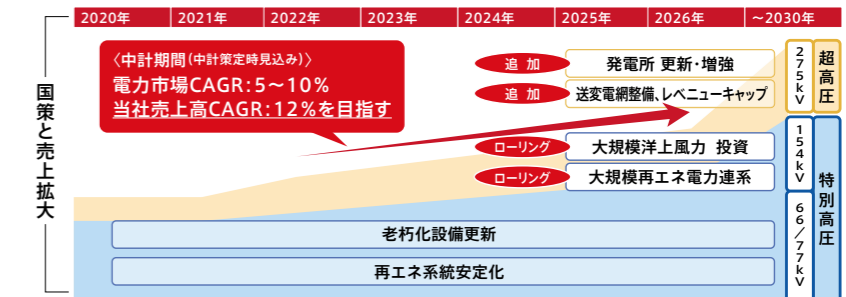 2020年 2021年 2022年 2023年 2024年 2025年 2026年 ～2030年
国策と売上拡大
〈中計期間(中計策定時見込み)〉
電力市場CAGR:5～10%
当社売上高CAGR:12%を目指す
追加 発電所 更新・増強
追加 送変電網整備、レベニューキャップ
ローリング 大規模洋上風力 投資
ローリング 大規模再エネ電力連系
老朽化設備更新
再エネ系統安定化
275kV
超高圧
154kV
66/77kV
特別高圧